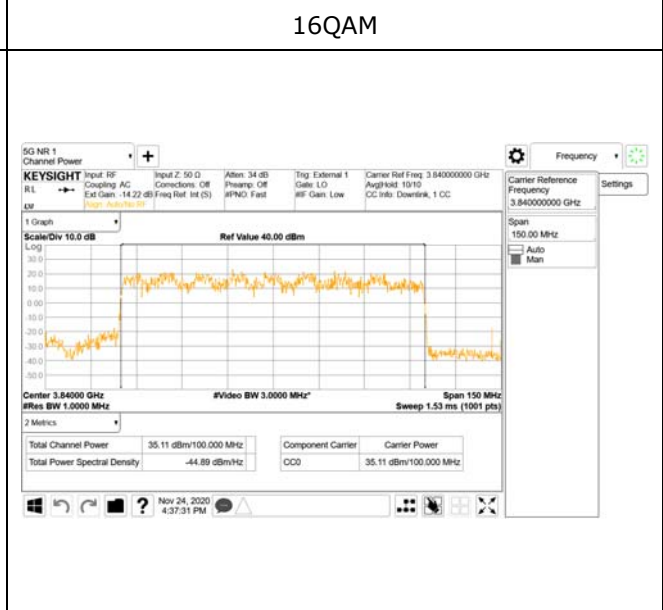 16QAM
5G NR 1
Channel Power
Frequency
KEYSIGHT
RL
Input: RF
Coupling: AC
Ext Gain: -14.22 dB
Align: Auto/No RF
Input Z: 50 Ω
Corrections: Off
Freq Ref: Int (S)
Atten: 34 dB
Preamp: Off
#PNO: Fast
Trig: External 1
Gate: LO
#IF Gain: Low
Carrier Ref Freq: 3.840000000 GHz
Avg|Hold: 10/10
CC Info: Downlink, 1 CC
Carrier Reference
Frequency
3.840000000 GHz
Settings
Span
150.00 MHz
Auto
Man
1 Graph
Scale/Div 10.0 dB
Ref Value 40.00 dBm
Log
30.0
20.0
10.0
0.00
-10.0
-20.0
-30.0
-40.0
-50.0
Center 3.84000 GHz
#Video BW 3.0000 MHz*
Span 150 MHz
#Res BW 1.0000 MHz
Sweep 1.53 ms (1001 pts)
2 Metrics
Total Channel Power 35.11 dBm/100.000 MHz
Total Power Spectral Density -44.89 dBm/Hz
Component Carrier Carrier Power
CC0 35.11 dBm/100.000 MHz
?
Nov 24, 2020
4:37:31 PM